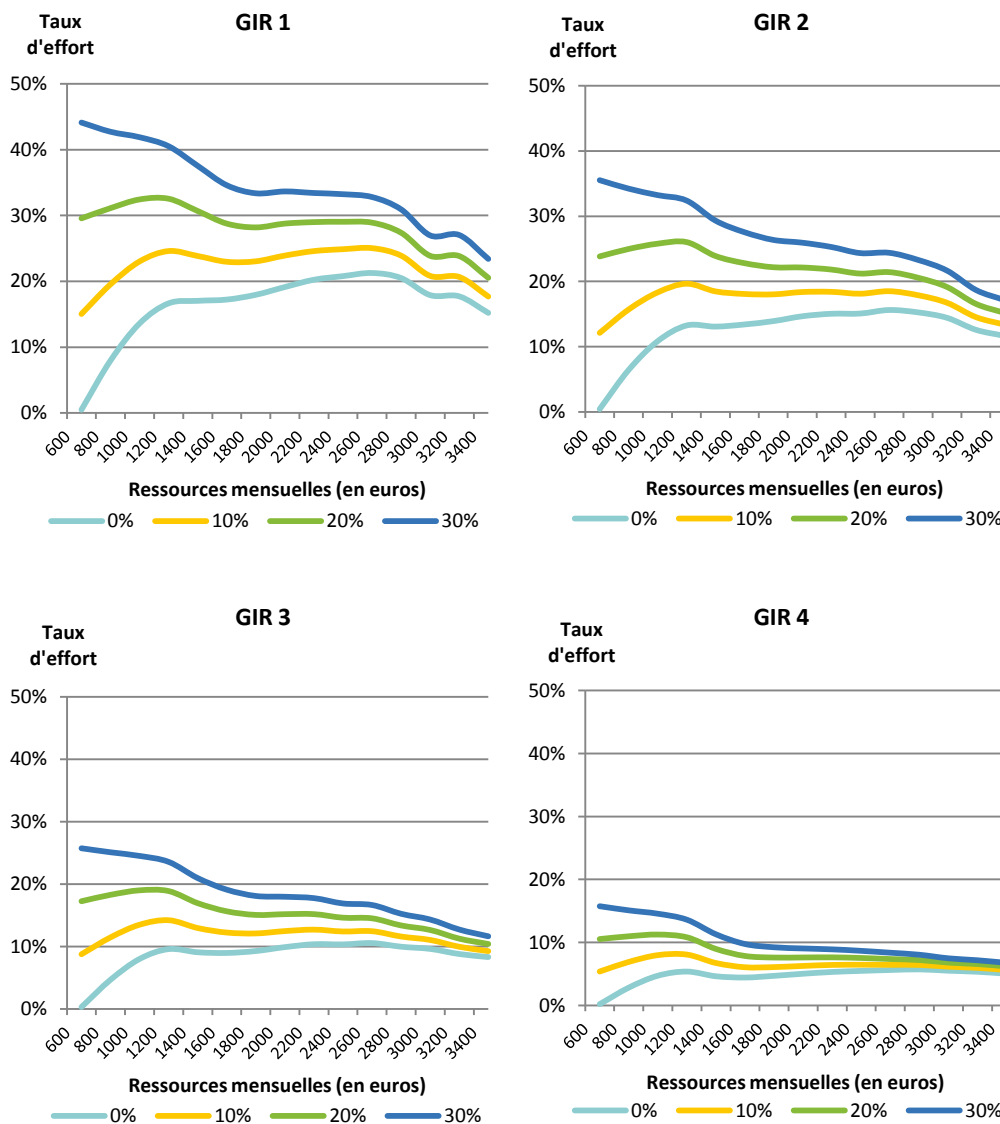 GIR 1
Taux
d'effort
50%
40%
30%
20%
10%
0%
600 800 1000 1200 1400 1600 1800 2000 2200 2400 2600 2800 3000 3200 3400
Ressources mensuelles (en euros)
0% 10% 20% 30%
GIR 2
Taux
d'effort
50%
40%
30%
20%
10%
0%
600 800 1000 1200 1400 1600 1800 2000 2200 2400 2600 2800 3000 3200 3400
Ressources mensuelles (en euros)
0% 10% 20% 30%
GIR 3
Taux
d'effort
50%
40%
30%
20%
10%
0%
600 800 1000 1200 1400 1600 1800 2000 2200 2400 2600 2800 3000 3200 3400
Ressources mensuelles (en euros)
0% 10% 20% 30%
GIR 4
Taux
d'effort
50%
40%
30%
20%
10%
0%
600 800 1000 1200 1400 1600 1800 2000 2200 2400 2600 2800 3000 3200 3400
Ressources mensuelles (en euros)
0% 10% 20% 30%